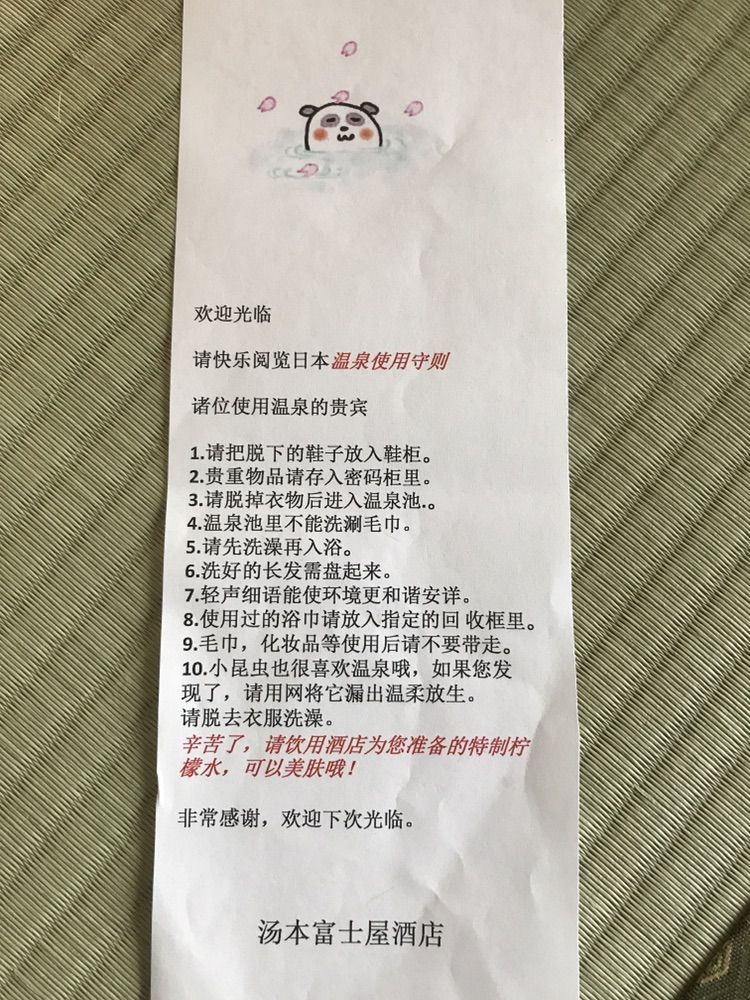 欢迎光临
请快乐阅览日本温泉使用守则
诸位使用温泉的贵宾
1.请把脱下的鞋子放入鞋柜。
2.贵重物品请存入密码柜里。
3.请脱掉衣物后进入温泉池.。
4.温泉池里不能洗涮毛巾。
5.请先洗澡再入浴。
6.洗好的长发需盘起来。
7.轻声细语能使环境更和谐安详。
8.使用过的浴巾请放入指定的回 收框里。
9.毛巾，化妆品等使用后请不要带走。
10.小昆虫也很喜欢温泉哦，如果您发
现了，请用网将它漏出温柔放生。
请脱去衣服洗澡。
辛苦了，请饮用酒店为您准备的特制柠
檬水，可以美肤哦！
非常感谢，欢迎下次光临。
汤本富士屋酒店